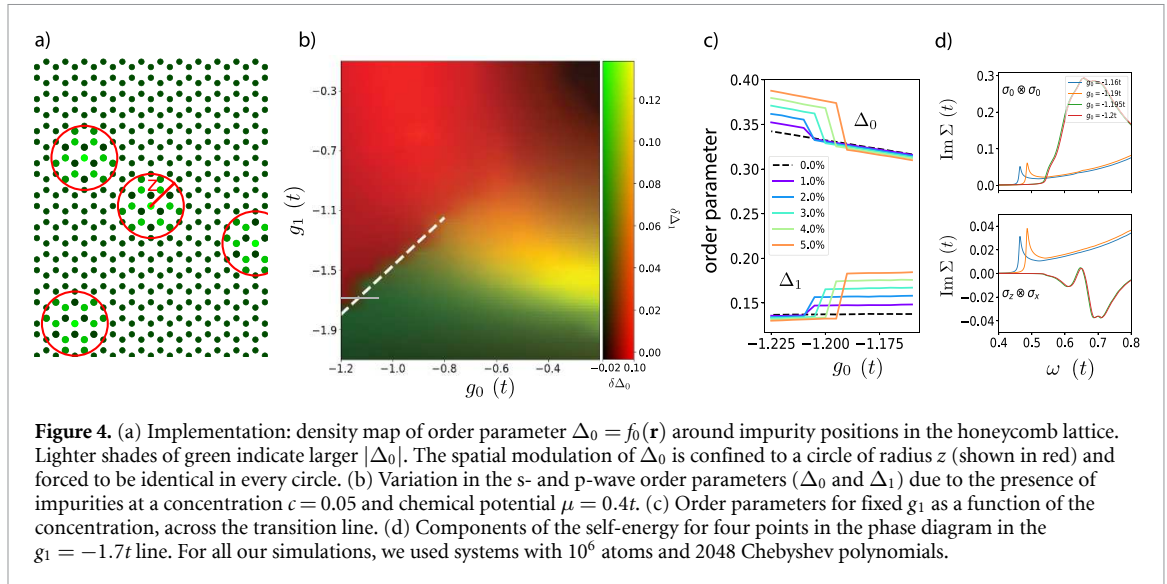 a)
z
b)
g₁ (t)
−0.3
−0.7
−1.1
−1.5
−1.9
−1.2
−1.0
−0.8
−0.6
−0.4
g₀ (t)
0.12
0.10
0.08
0.06
0.04
0.02
0.00
δΔ₁
−0.02 0.10
δΔ₀
c)
order parameter
0.40
0.35
0.30
0.25
0.20
0.15
Δ₀
0.0%
1.0%
2.0%
3.0%
4.0%
5.0%
Δ₁
−1.225
−1.200
−1.175
g₀ (t)
d)
Im Σ (t)
0.3
0.2
0.1
0.0
σ₀ ⊗ σ₀
g₀ = -1.16t
g₀ = -1.19t
g₀ = -1.195t
g₀ = -1.2t
Im Σ (t)
0.04
0.02
0.00
−0.02
−0.04
σz ⊗ σx
0.4 0.5 0.6 0.7 0.8
ω (t)
Figure 4. (a) Implementation: density map of order parameter Δ₀ = f₀(r) around impurity positions in the honeycomb lattice.
Lighter shades of green indicate larger |Δ₀|. The spatial modulation of Δ₀ is confined to a circle of radius z (shown in red) and
forced to be identical in every circle. (b) Variation in the s- and p-wave order parameters (Δ₀ and Δ₁) due to the presence of
impurities at a concentration c = 0.05 and chemical potential μ = 0.4t. (c) Order parameters for fixed g₁ as a function of the
concentration, across the transition line. (d) Components of the self-energy for four points in the phase diagram in the
g₁ = −1.7t line. For all our simulations, we used systems with 10⁶ atoms and 2048 Chebyshev polynomials.